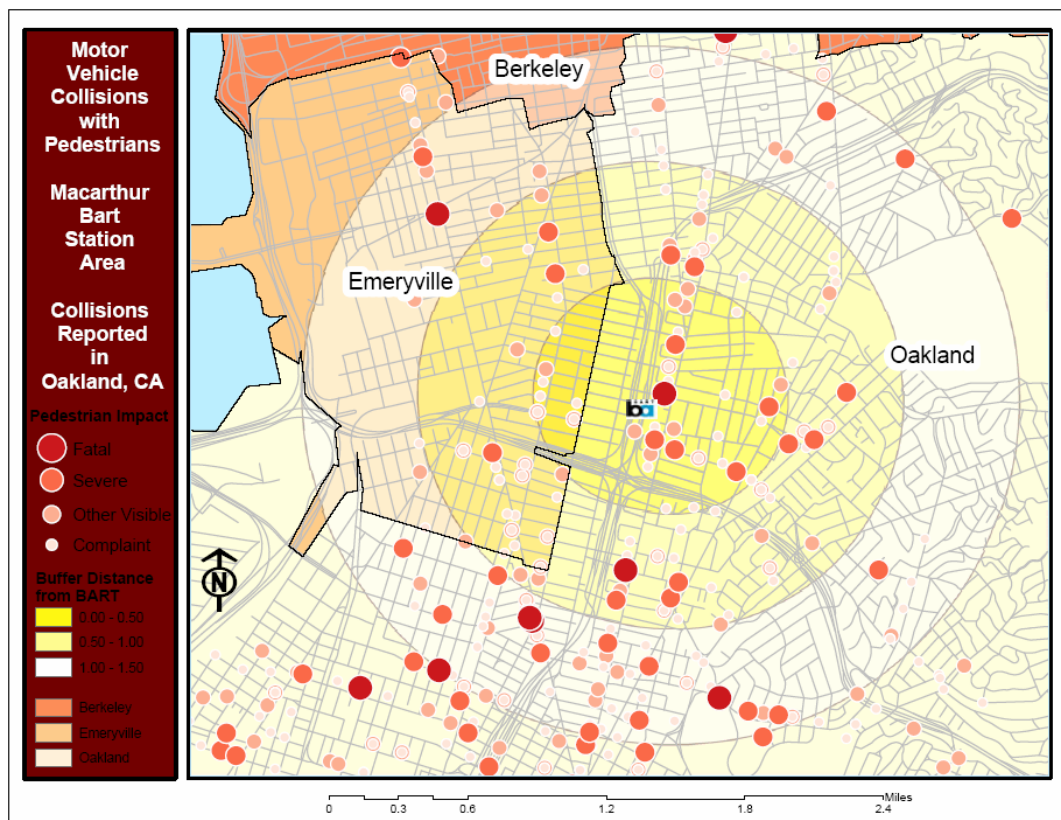 Motor
Vehicle
Collisions
with
Pedestrians
Macarthur
Bart
Station
Area
Collisions
Reported
in
Oakland, CA
Pedestrian Impact
Fatal
Severe
Other Visible
Complaint
N
Buffer Distance
from BART
0.00 - 0.50
0.50 - 1.00
1.00 - 1.50
Berkeley
Emeryville
Oakland
Berkeley
Emeryville
Oakland
ba
Miles
0 0.3 0.6 1.2 1.8 2.4